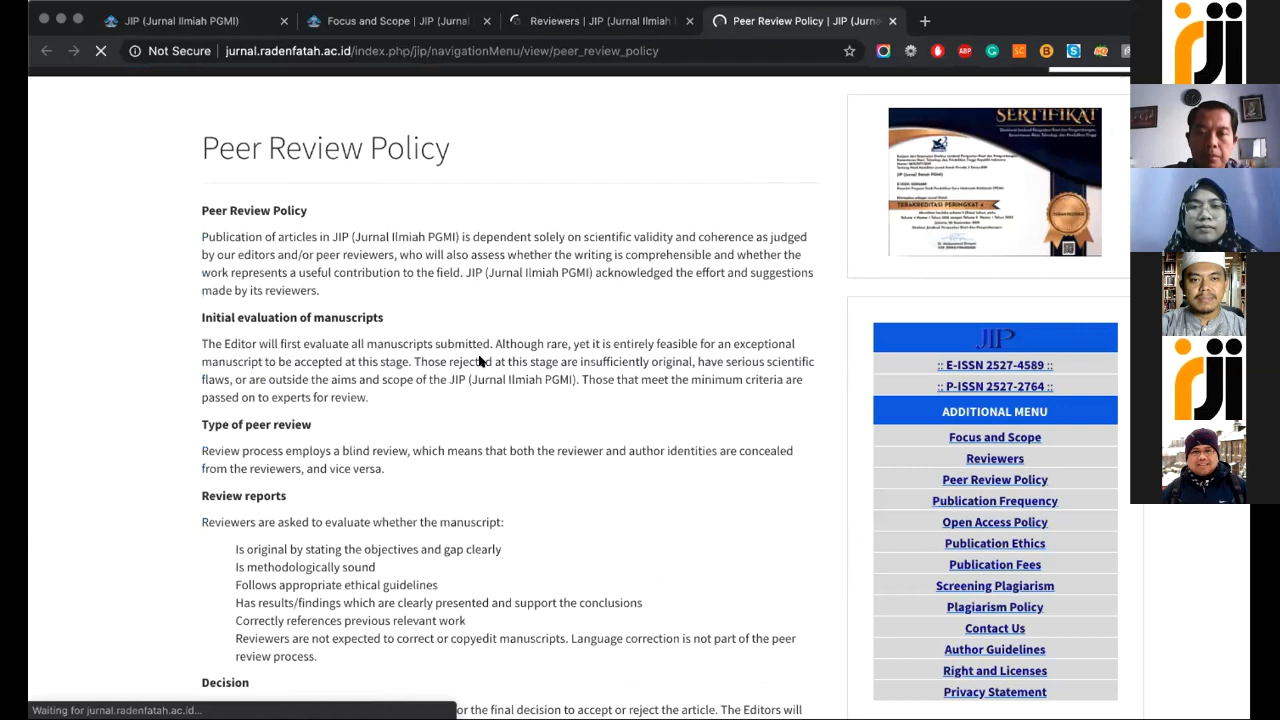 JIP (Jurnal Ilmiah PGMI)
Focus and Scope | JIP (Jurnal
Reviewers | JIP (Jurnal Ilmiah
Peer Review Policy | JIP (Jurn
Not Secure
jurnal.radenfatah.ac.id/index.php/jip/navigationMenu/view/peer_review_policy
Peer Review Policy
Peer Review Policy
Publication of articles in JIP (Jurnal Ilmiah PGMI) is dependent solely on scientific validity and coherence as judged
by our editors and/or peer reviewers, who will also assess whether the writing is comprehensible and whether the
work represents a useful contribution to the field. JIP (Jurnal Ilmiah PGMI) acknowledged the effort and suggestions
made by its reviewers.
Initial evaluation of manuscripts
The Editor will first evaluate all manuscripts submitted. Although rare, yet it is entirely feasible for an exceptional
manuscript to be accepted at this stage. Those rejected at this stage are insufficiently original, have serious scientific
flaws, or are outside the aims and scope of the JIP (Jurnal Ilmiah PGMI). Those that meet the minimum criteria are
passed on to experts for review.
Type of peer review
Review process employs a blind review, which means that both the reviewer and author identities are concealed
from the reviewers, and vice versa.
Review reports
Reviewers are asked to evaluate whether the manuscript:
Is original by stating the objectives and gap clearly
Is methodologically sound
Follows appropriate ethical guidelines
Has results/findings which are clearly presented and support the conclusions
Correctly references previous relevant work
Reviewers are not expected to correct or copyedit manuscripts. Language correction is not part of the peer
review process.
Decision
or the final decision to accept or reject the article. The Editors will
Waiting for jurnal.radenfatah.ac.id...
SERTIFIKAT
TERAKREDITASI PERINGKAT 4
JIP
:: E-ISSN 2527-4589 ::
:: P-ISSN 2527-2764 ::
ADDITIONAL MENU
Focus and Scope
Reviewers
Peer Review Policy
Publication Frequency
Open Access Policy
Publication Ethics
Publication Fees
Screening Plagiarism
Plagiarism Policy
Contact Us
Author Guidelines
Right and Licenses
Privacy Statement
rji
rji